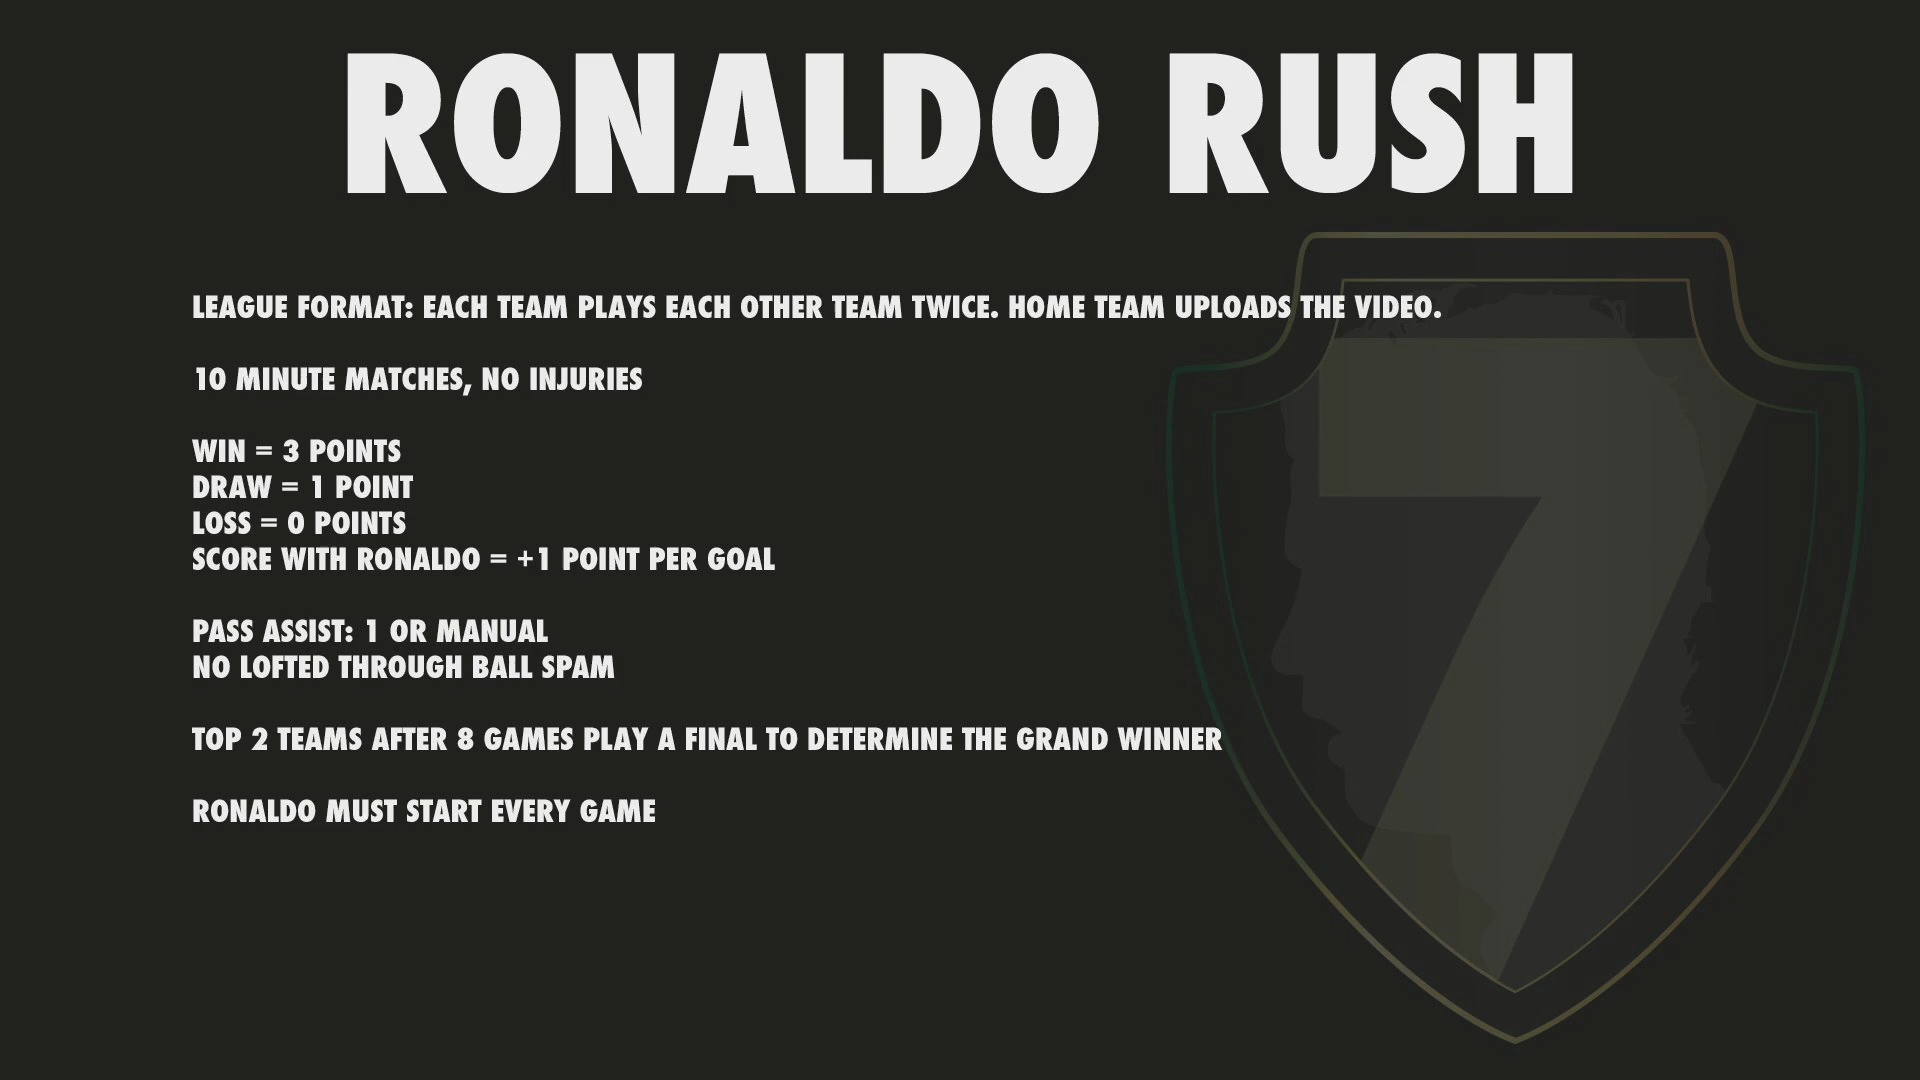 RONALDO RUSH
LEAGUE FORMAT: EACH TEAM PLAYS EACH OTHER TEAM TWICE. HOME TEAM UPLOADS THE VIDEO.
10 MINUTE MATCHES, NO INJURIES
WIN = 3 POINTS
DRAW = 1 POINT
LOSS = 0 POINTS
SCORE WITH RONALDO = +1 POINT PER GOAL
PASS ASSIST: 1 OR MANUAL
NO LOFTED THROUGH BALL SPAM
TOP 2 TEAMS AFTER 8 GAMES PLAY A FINAL TO DETERMINE THE GRAND WINNER
RONALDO MUST START EVERY GAME
7